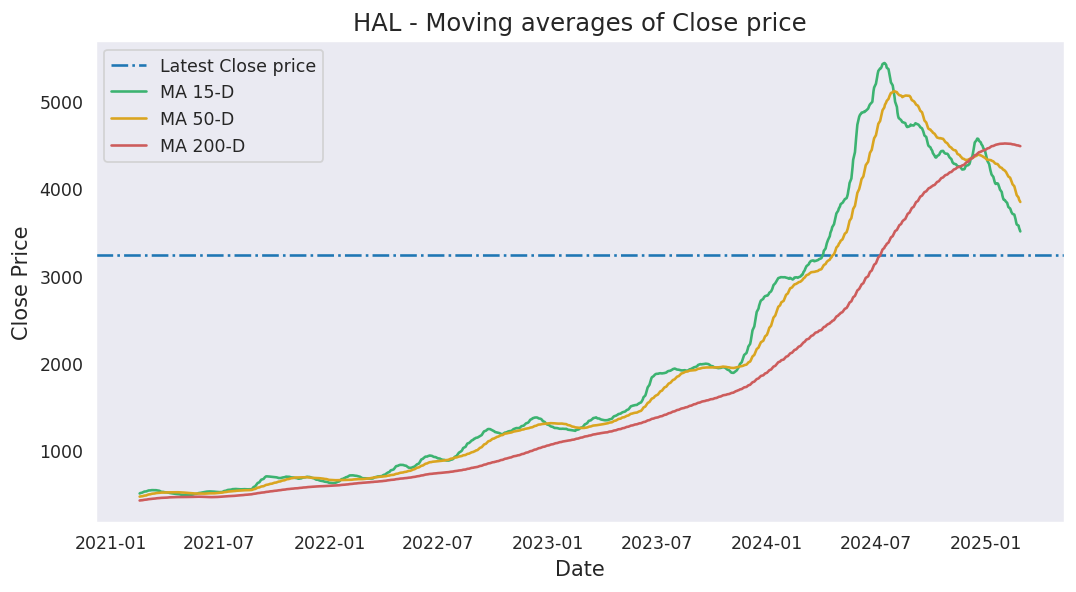 HAL - Moving averages of Close price
Latest Close price
MA 15-D
MA 50-D
MA 200-D
Close Price
5000
4000
3000
2000
1000
2021-01 2021-07 2022-01 2022-07 2023-01 2023-07 2024-01 2024-07 2025-01
Date